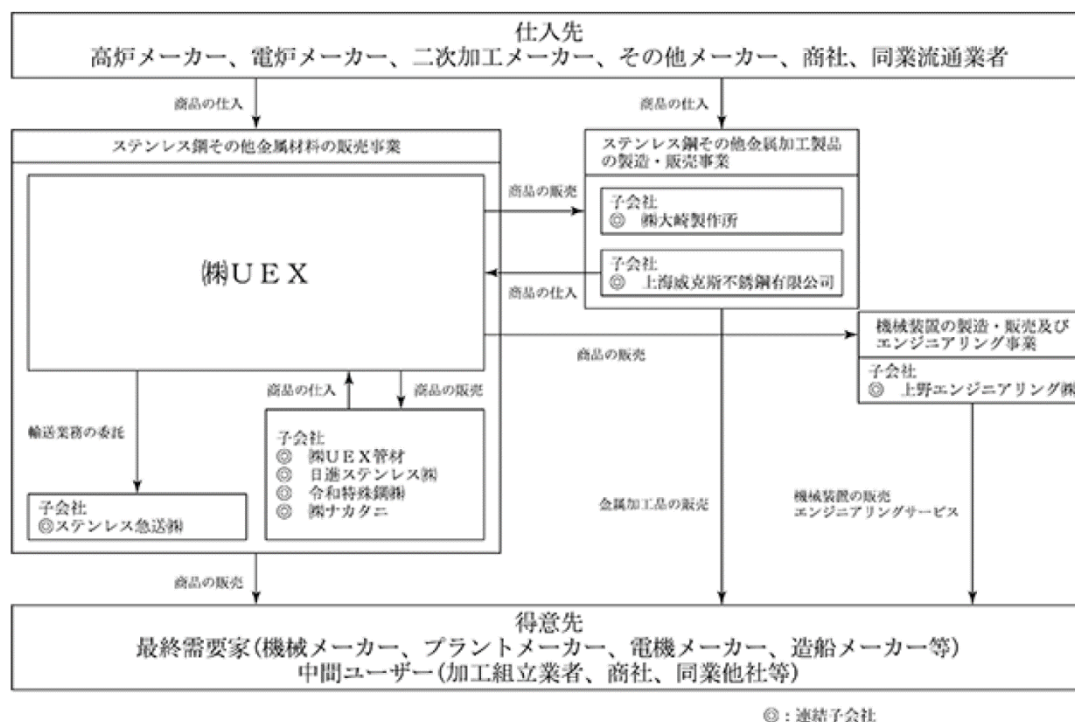 仕入先
高炉メーカー、電炉メーカー、二次加工メーカー、その他メーカー、商社、同業流通業者
商品の仕入
商品の仕入
ステンレス鋼その他金属材料の販売事業
ステンレス鋼その他金属加工製品
の製造・販売事業
㈱ＵＥＸ
商品の販売
子会社
◎　㈱大崎製作所
子会社
◎　上海威克斯不銹鋼有限公司
商品の仕入
商品の販売
機械装置の製造・販売及び
エンジニアリング事業
子会社
◎　上野エンジニアリング㈱
商品の仕入
商品の販売
輸送業務の委託
子会社
◎　㈱ＵＥＸ管材
◎　日進ステンレス㈱
◎　令和特殊鋼㈱
◎　㈱ナカタニ
子会社
◎ステンレス急送㈱
金属加工品の販売
機械装置の販売
エンジニアリングサービス
商品の販売
得意先
最終需要家(機械メーカー、プラントメーカー、電機メーカー、造船メーカー等)
中間ユーザー(加工組立業者、商社、同業他社等)
◎：連結子会社